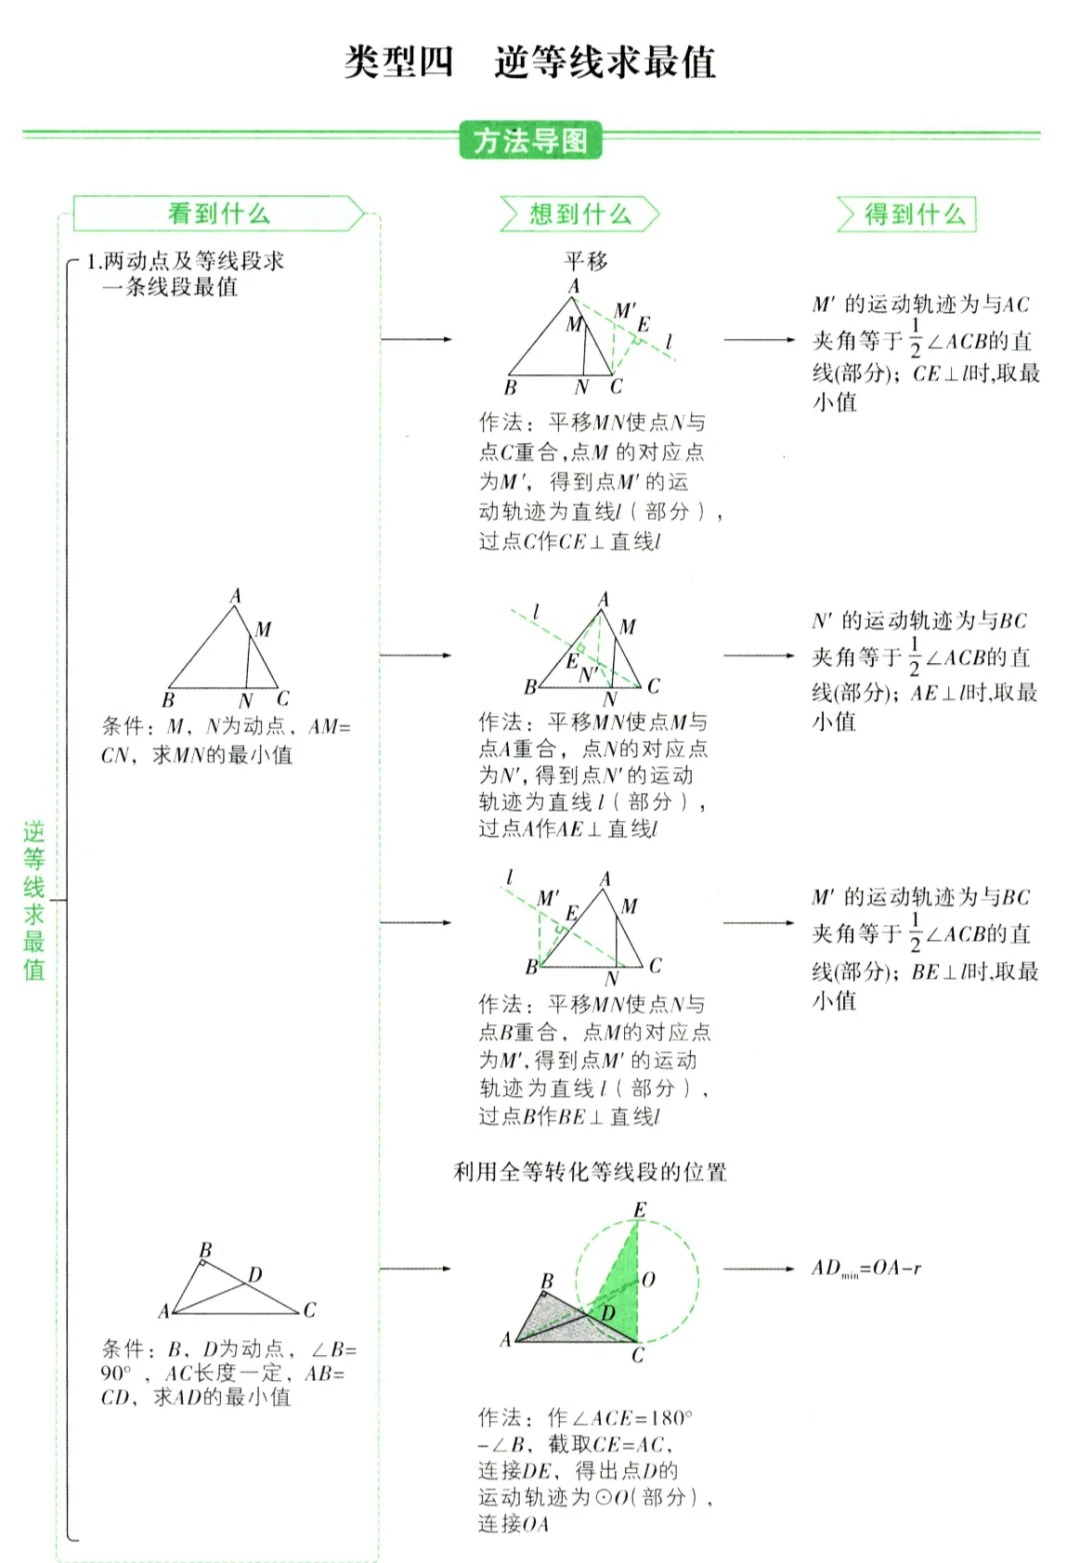 类型四 逆等线求最值
方法导图
看到什么
想到什么
得到什么
逆等线求最值
1.两动点及等线段求
一条线段最值
平移
A
M
M′
E
l
B
N
C
作法：平移MN使点N与
点C重合,点M 的对应点
为M′，得到点M′的运
动轨迹为直线l（部分），
过点C作CE⊥直线l
M′ 的运动轨迹为与AC
夹角等于1/2∠ACB的直
线(部分)；CE⊥l时,取最
小值
A
M
B
N
C
条件：M，N为动点，AM=
CN，求MN的最小值
l
A
M
E
N′
B
N
C
作法：平移MN使点M与
点A重合，点N的对应点
为N′,得到点N′的运动
轨迹为直线l（部分），
过点A作AE⊥直线l
N′ 的运动轨迹为与BC
夹角等于1/2∠ACB的直
线(部分)；AE⊥l时,取最
小值
l
M′
A
E
M
B
N
C
作法：平移MN使点N与
点B重合，点M的对应点
为M′,得到点M′的运动
轨迹为直线l（部分），
过点B作BE⊥直线l
M′ 的运动轨迹为与BC
夹角等于1/2∠ACB的直
线(部分)；BE⊥l时,取最
小值
利用全等转化等线段的位置
B
D
A
C
条件：B，D为动点，∠B=
90°，AC长度一定，AB=
CD，求AD的最小值
E
B
O
D
A
C
作法：作∠ACE=180°
-∠B，截取CE=AC，
连接DE，得出点D的
运动轨迹为⊙O(部分)，
连接OA
ADmin=OA-r